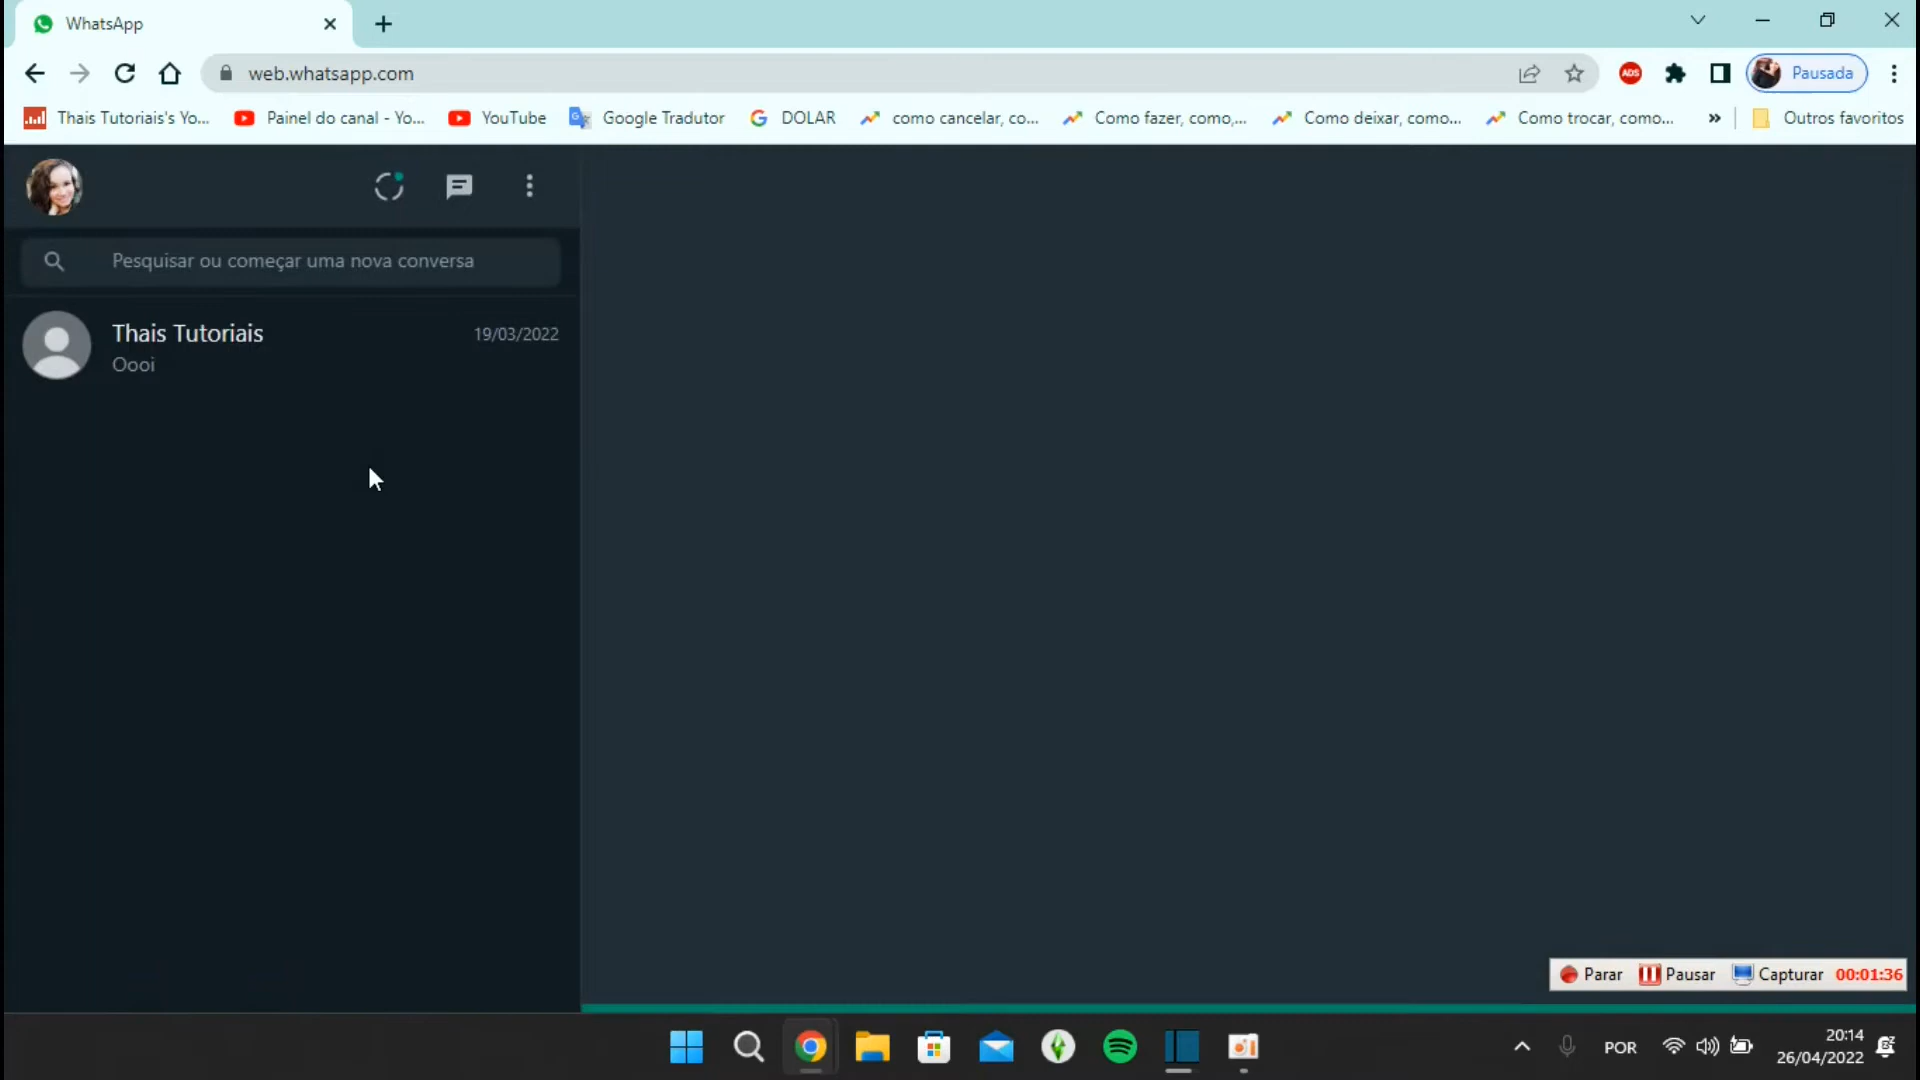 WhatsApp
web.whatsapp.com
ADS
Pausada
Thais Tutoriais's Yo...
Painel do canal - Yo...
YouTube
Google Tradutor
DOLAR
como cancelar, co...
Como fazer, como,...
Como deixar, como...
Como trocar, como...
»
Outros favoritos
Pesquisar ou começar uma nova conversa
Thais Tutoriais
19/03/2022
Oooi
Parar
Pausar
Capturar
00:01:36
POR
20:14
26/04/2022